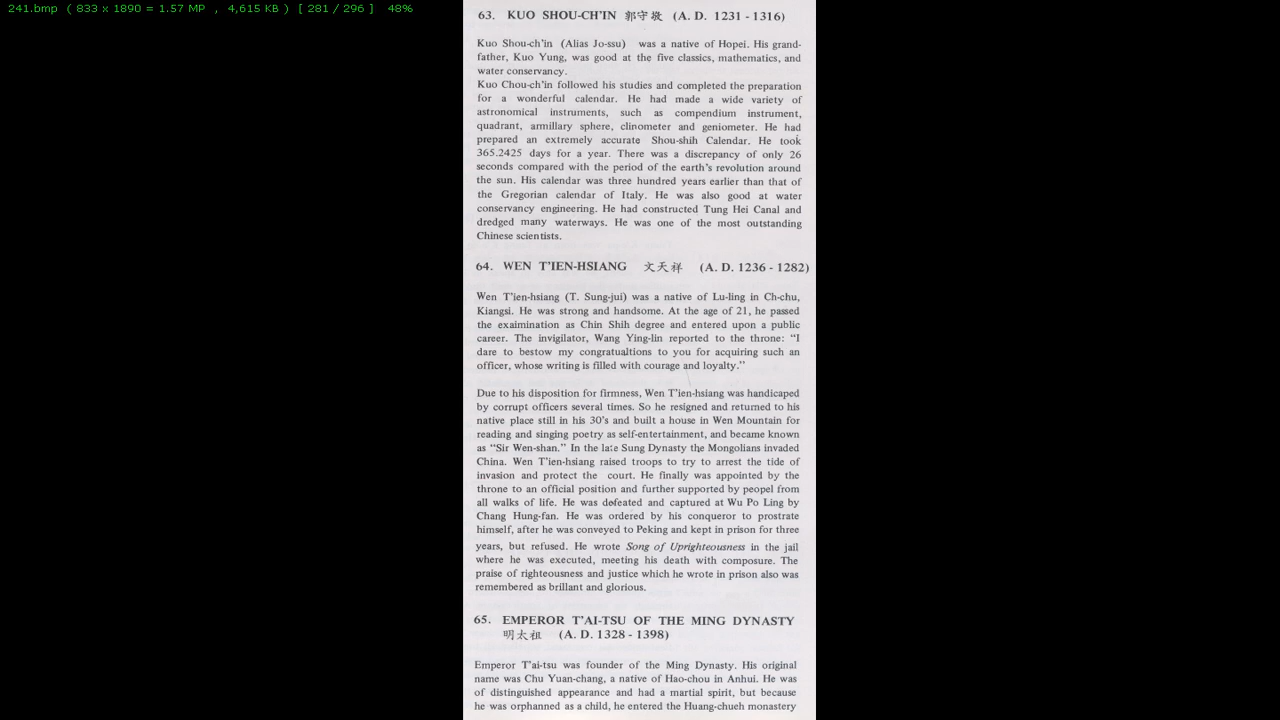 241.bmp ( 833 x 1890 = 1.57 MP , 4,615 KB ) [ 281 / 296 ] 48%
63. KUO SHOU-CH'IN 郭守敬 (A. D. 1231 - 1316)
Kuo Shou-ch'in (Alias Jo-ssu) was a native of Hopei. His grand-
father, Kuo Yung, was good at the five classics, mathematics, and
water conservancy.
Kuo Chou-ch'in followed his studies and completed the preparation
for a wonderful calendar. He had made a wide variety of
astronomical instruments, such as compendium instrument,
quadrant, armillary sphere, clinometer and geniometer. He had
prepared an extremely accurate Shou-shih Calendar. He took
365.2425 days for a year. There was a discrepancy of only 26
seconds compared with the period of the earth's revolution around
the sun. His calendar was three hundred years earlier than that of
the Gregorian calendar of Italy. He was also good at water
conservancy engineering. He had constructed Tung Hei Canal and
dredged many waterways. He was one of the most outstanding
Chinese scientists.
64. WEN T'IEN-HSIANG 文天祥 (A. D. 1236 - 1282)
Wen T'ien-hsiang (T. Sung-jui) was a native of Lu-ling in Ch-chu,
Kiangsi. He was strong and handsome. At the age of 21, he passed
the exaimination as Chin Shih degree and entered upon a public
career. The invigilator, Wang Ying-lin reported to the throne: "I
dare to bestow my congratualtions to you for acquiring such an
officer, whose writing is filled with courage and loyalty."
Due to his disposition for firmness, Wen T'ien-hsiang was handicaped
by corrupt officers several times. So he resigned and returned to his
native place still in his 30's and built a house in Wen Mountain for
reading and singing poetry as self-entertainment, and became known
as "Sir Wen-shan." In the late Sung Dynasty the Mongolians invaded
China. Wen T'ien-hsiang raised troops to try to arrest the tide of
invasion and protect the court. He finally was appointed by the
throne to an official position and further supported by peopel from
all walks of life. He was defeated and captured at Wu Po Ling by
Chang Hung-fan. He was ordered by his conqueror to prostrate
himself, after he was conveyed to Peking and kept in prison for three
years, but refused. He wrote Song of Uprighteousness in the jail
where he was executed, meeting his death with composure. The
praise of righteousness and justice which he wrote in prison also was
remembered as brillant and glorious.
65. EMPEROR T'AI-TSU OF THE MING DYNASTY
明太祖 (A. D. 1328 - 1398)
Emperor T'ai-tsu was founder of the Ming Dynasty. His original
name was Chu Yuan-chang, a native of Hao-chou in Anhui. He was
of distinguished appearance and had a martial spirit, but because
he was orphanned as a child, he entered the Huang-chueh monastery